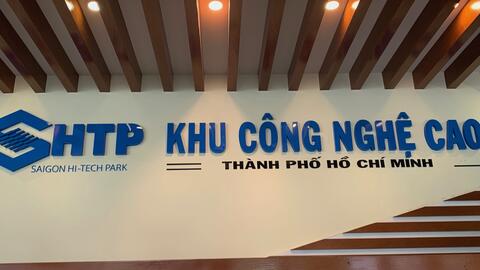 SHTP
SAIGON HI-TECH PARK
KHU CÔNG NGHỆ CAO
THÀNH PHỐ HỒ CHÍ MINH